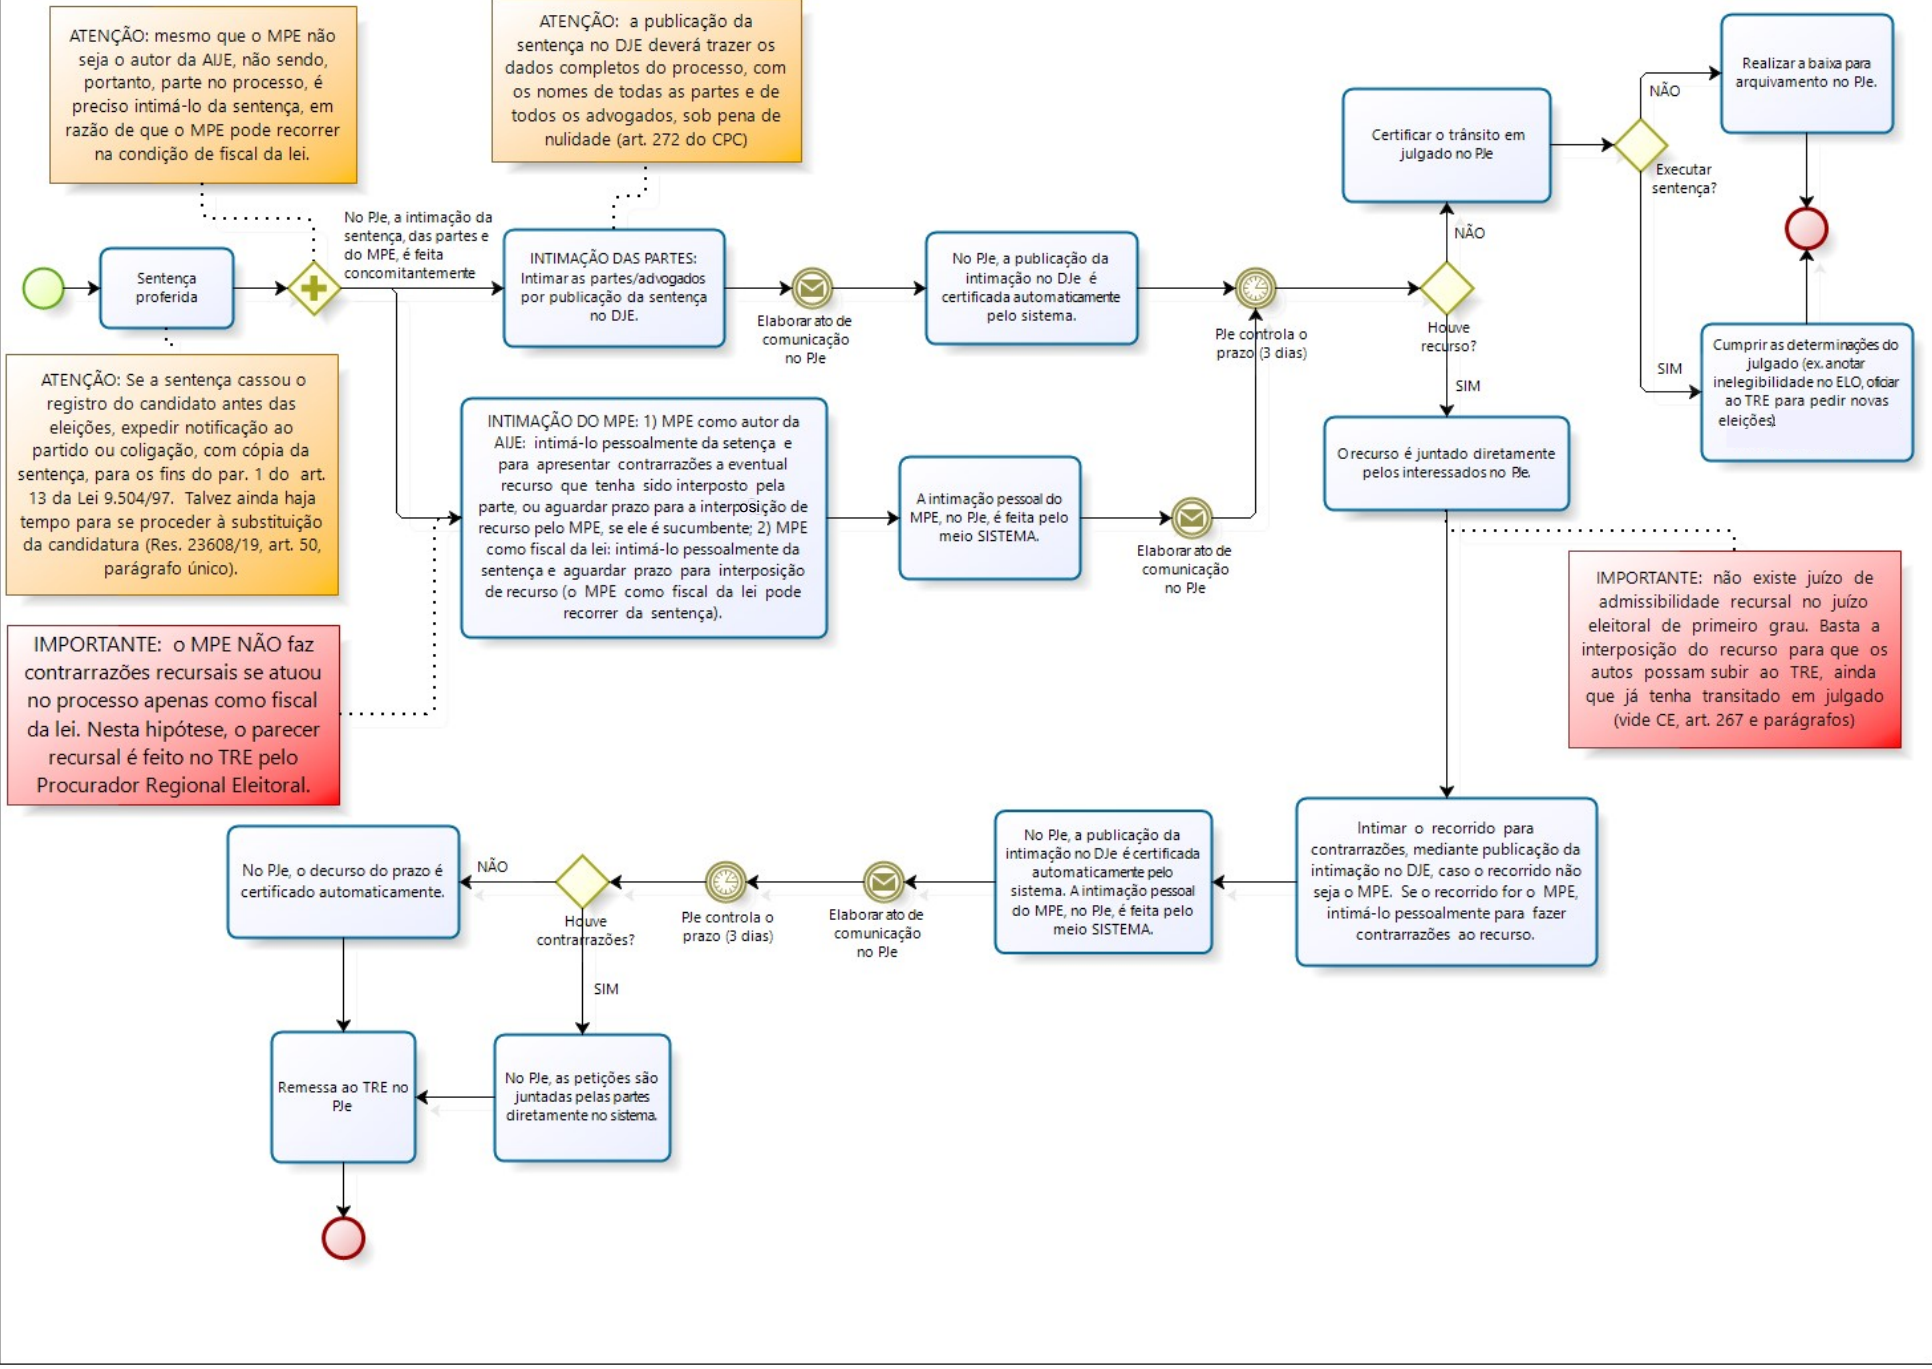 ATENÇÃO: mesmo que o MPE não
seja o autor da AIJE, não sendo,
portanto, parte no processo, é
preciso intimá-lo da sentença, em
razão de que o MPE pode recorrer
na condição de fiscal da lei.
ATENÇÃO: a publicação da
sentença no DJE deverá trazer os
dados completos do processo, com
os nomes de todas as partes e de
todos os advogados, sob pena de
nulidade (art. 272 do CPC)
Sentença
proferida
No PJe, a intimação da
sentença, das partes e
do MPE, é feita
concomitantemente
INTIMAÇÃO DAS PARTES:
Intimar as partes/advogados
por publicação da sentença
no DJE.
Elaborar ato de
comunicação
no PJe
No PJe, a publicação da
intimação no DJe é
certificada automaticamente
pelo sistema.
PJe controla o
prazo (3 dias)
Houve
recurso?
NÃO
SIM
Certificar o trânsito em
julgado no PJe
Executar
sentença?
NÃO
SIM
Realizar a baixa para
arquivamento no PJe.
Cumprir as determinações do
julgado (ex. anotar
inelegibilidade no ELO, oficiar
ao TRE para pedir novas
eleições).
ATENÇÃO: Se a sentença cassou o
registro do candidato antes das
eleições, expedir notificação ao
partido ou coligação, com cópia da
sentença, para os fins do par. 1 do art.
13 da Lei 9.504/97. Talvez ainda haja
tempo para se proceder à substituição
da candidatura (Res. 23608/19, art. 50,
parágrafo único).
INTIMAÇÃO DO MPE: 1) MPE como autor da
AIJE: intimá-lo pessoalmente da setença e
para apresentar contrarrazões a eventual
recurso que tenha sido interposto pela
parte, ou aguardar prazo para a interposição de
recurso pelo MPE, se ele é sucumbente; 2) MPE
como fiscal da lei: intimá-lo pessoalmente da
sentença e aguardar prazo para interposição
de recurso (o MPE como fiscal da lei pode
recorrer da sentença).
A intimação pessoal do
MPE, no PJe, é feita pelo
meio SISTEMA.
Elaborar ato de
comunicação
no PJe
O recurso é juntado diretamente
pelos interessados no PJe.
IMPORTANTE: não existe juízo de
admissibilidade recursal no juízo
eleitoral de primeiro grau. Basta a
interposição do recurso para que os
autos possam subir ao TRE, ainda
que já tenha transitado em julgado
(vide CE, art. 267 e parágrafos)
IMPORTANTE: o MPE NÃO faz
contrarrazões recursais se atuou
no processo apenas como fiscal
da lei. Nesta hipótese, o parecer
recursal é feito no TRE pelo
Procurador Regional Eleitoral.
Intimar o recorrido para
contrarrazões, mediante publicação da
intimação no DJE, caso o recorrido não
seja o MPE. Se o recorrido for o MPE,
intimá-lo pessoalmente para fazer
contrarrazões ao recurso.
No PJe, a publicação da
intimação no DJe é certificada
automaticamente pelo
sistema. A intimação pessoal
do MPE, no PJe, é feita pelo
meio SISTEMA.
Elaborar ato de
comunicação
no PJe
PJe controla o
prazo (3 dias)
Houve
contrarrazões?
NÃO
SIM
No PJe, o decurso do prazo é
certificado automaticamente.
No PJe, as petições são
juntadas pelas partes
diretamente no sistema.
Remessa ao TRE no
PJe